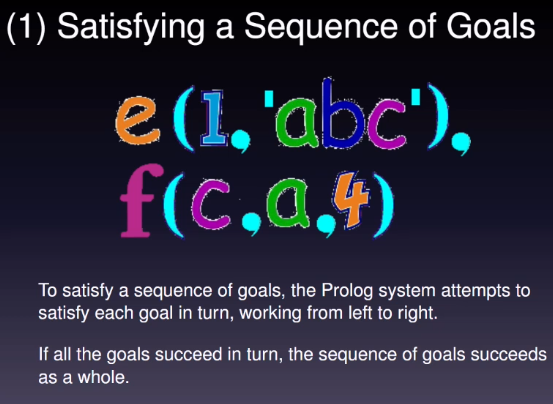 (1) Satisfying a Sequence of Goals
e(1,'abc'),
f(c,a,4)
To satisfy a sequence of goals, the Prolog system attempts to
satisfy each goal in turn, working from left to right.
If all the goals succeed in turn, the sequence of goals succeeds
as a whole.